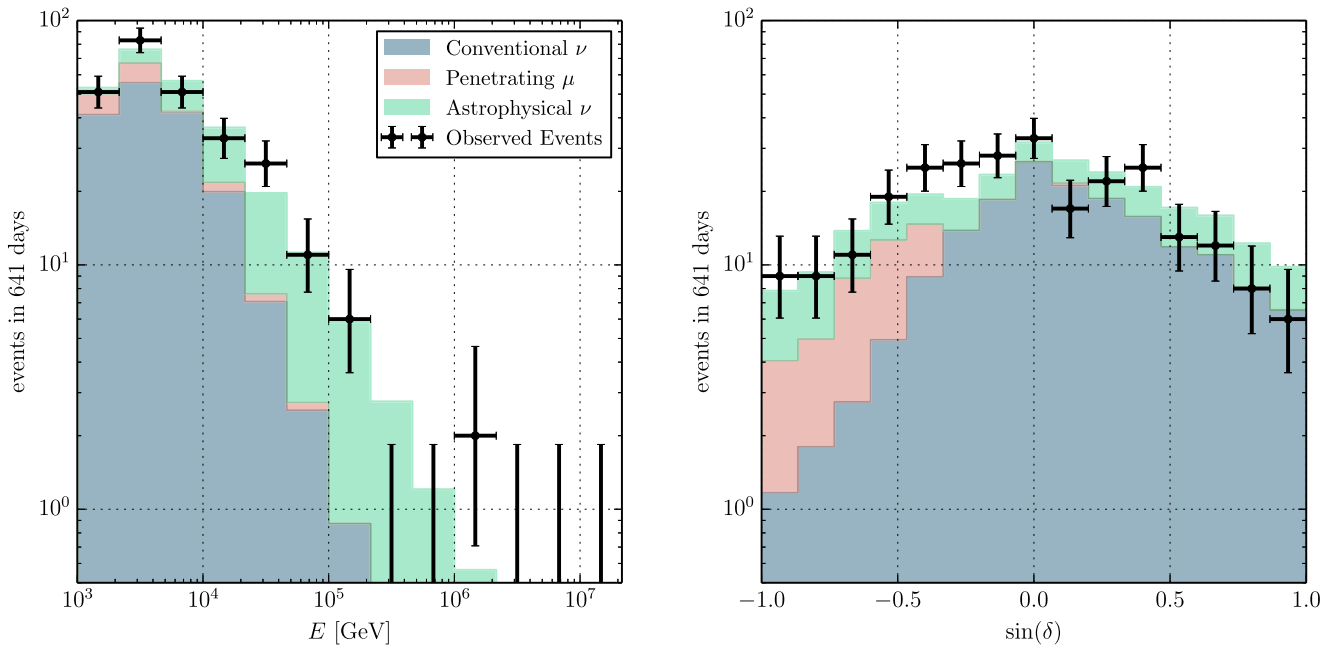 10²
10¹
10⁰
events in 641 days
10³ 10⁴ 10⁵ 10⁶ 10⁷
E [GeV]
Conventional ν
Penetrating μ
Astrophysical ν
Observed Events
10²
10¹
10⁰
events in 641 days
−1.0 −0.5 0.0 0.5 1.0
sin(δ)